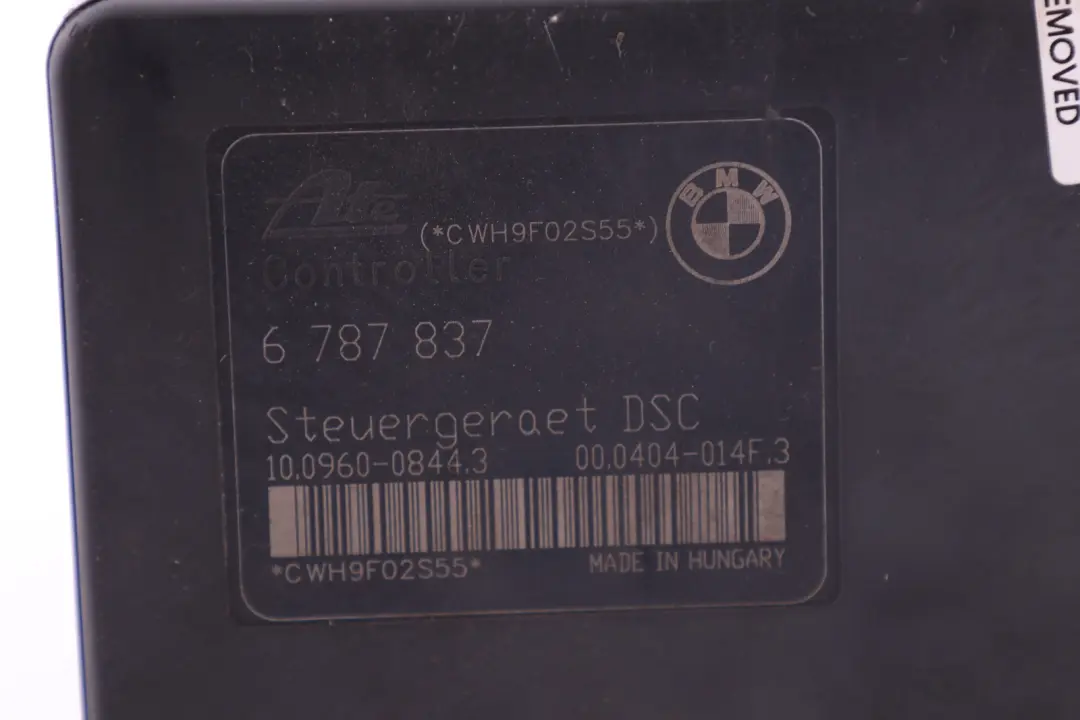 EMOVED
Ate
BMW
(*CWH9F02S55*)
Controller
6 787 837
Steuergeraet DSC
10.0960-0844.3 00.0404-014F.3
*CWH9F02S55* MADE IN HUNGARY